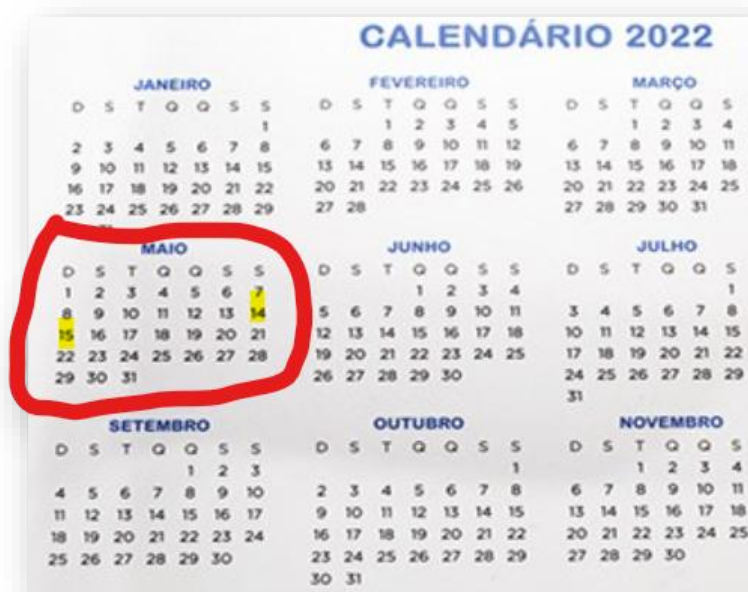 CALENDÁRIO 2022
JANEIRO
D S T Q Q S S
1
2 3 4 5 6 7 8
9 10 11 12 13 14 15
16 17 18 19 20 21 22
23 24 25 26 27 28 29
FEVEREIRO
D S T Q Q S S
1 2 3 4 5
6 7 8 9 10 11 12
13 14 15 16 17 18 19
20 21 22 23 24 25 26
27 28
MARÇO
D S T Q Q S
1 2 3 4
6 7 8 9 10 11
13 14 15 16 17 18
20 21 22 23 24 25
27 28 29 30 31
MAIO
D S T Q Q S S
1 2 3 4 5 6 7
8 9 10 11 12 13 14
15 16 17 18 19 20 21
22 23 24 25 26 27 28
29 30 31
JUNHO
D S T Q Q S S
1 2 3 4
5 6 7 8 9 10 11
12 13 14 15 16 17 18
19 20 21 22 23 24 25
26 27 28 29 30
JULHO
D S T Q Q S
1
3 4 5 6 7 8
10 11 12 13 14 15
17 18 19 20 21 22
24 25 26 27 28 29
31
SETEMBRO
D S T Q Q S S
1 2 3
4 5 6 7 8 9 10
11 12 13 14 15 16 17
18 19 20 21 22 23 24
25 26 27 28 29 30
OUTUBRO
D S T Q Q S S
1
2 3 4 5 6 7 8
9 10 11 12 13 14 15
16 17 18 19 20 21 22
23 24 25 26 27 28 29
30 31
NOVEMBRO
D S T Q Q S
1 2 3 4
6 7 8 9 10 11
13 14 15 16 17 18
20 21 22 23 24 25
27 28 29 30